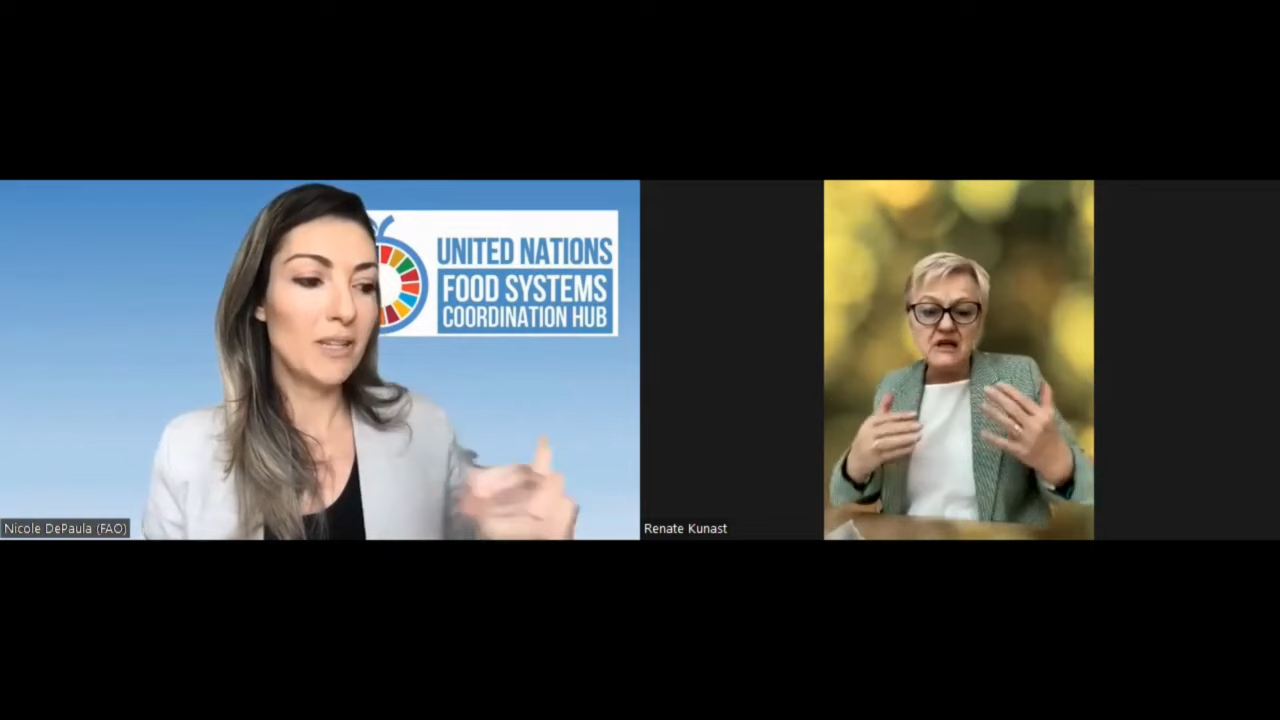 UNITED NATIONS
FOOD SYSTEMS
COORDINATION HUB
Nicole DePaula (FAO)
Renate Kunast